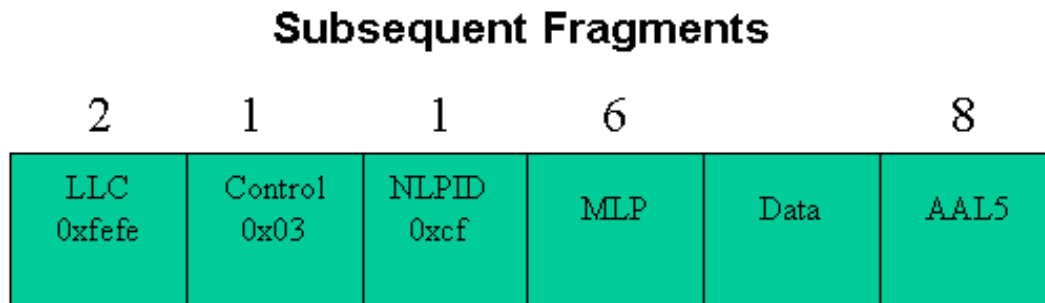 Subsequent Fragments
2 1 1 6 8
LLC 0xfefe
Control 0x03
NLPID 0xcf
MLP
Data
AAL5